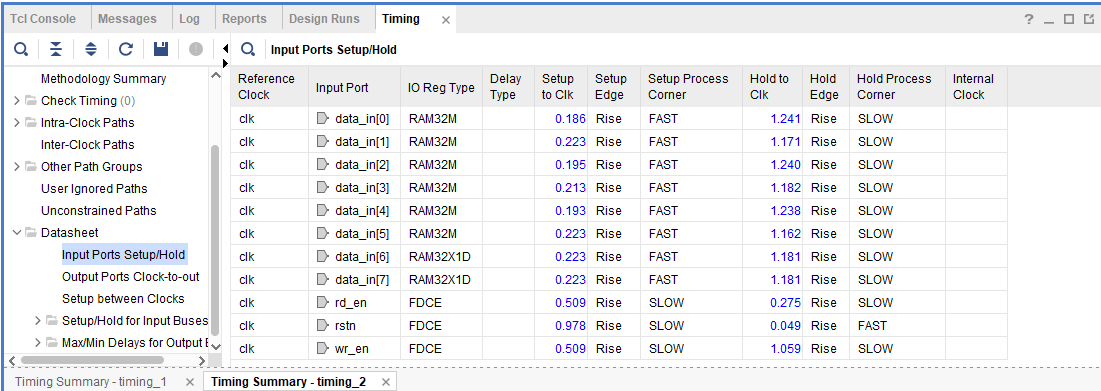 Tcl Console Messages Log Reports Design Runs Timing
Input Ports Setup/Hold
Methodology Summary
Check Timing (0)
Intra-Clock Paths
Inter-Clock Paths
Other Path Groups
User Ignored Paths
Unconstrained Paths
Datasheet
Input Ports Setup/Hold
Output Ports Clock-to-out
Setup between Clocks
Setup/Hold for Input Buses
Max/Min Delays for Output
Reference Clock Input Port IO Reg Type Delay Type Setup to Clk Setup Edge Setup Process Corner Hold to Clk Hold Edge Hold Process Corner Internal Clock
clk data_in[0] RAM32M 0.186 Rise FAST 1.241 Rise SLOW
clk data_in[1] RAM32M 0.223 Rise FAST 1.171 Rise SLOW
clk data_in[2] RAM32M 0.195 Rise FAST 1.240 Rise SLOW
clk data_in[3] RAM32M 0.213 Rise FAST 1.182 Rise SLOW
clk data_in[4] RAM32M 0.193 Rise FAST 1.238 Rise SLOW
clk data_in[5] RAM32M 0.223 Rise FAST 1.162 Rise SLOW
clk data_in[6] RAM32X1D 0.223 Rise FAST 1.181 Rise SLOW
clk data_in[7] RAM32X1D 0.223 Rise FAST 1.181 Rise SLOW
clk rd_en FDCE 0.509 Rise SLOW 0.275 Rise SLOW
clk rstn FDCE 0.978 Rise SLOW 0.049 Rise FAST
clk wr_en FDCE 0.509 Rise SLOW 1.059 Rise SLOW
Timing Summary - timing_1 Timing Summary - timing_2